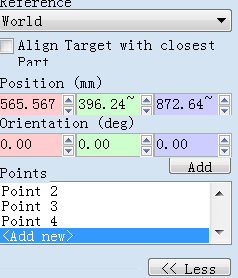 Reference
World
Align Target with closest
Part
Position (mm)
565.567 396.24~ 872.64~
Orientation (deg)
0.00 0.00 0.00
Add
Points
Point 2
Point 3
Point 4
<Add new>
<< Less